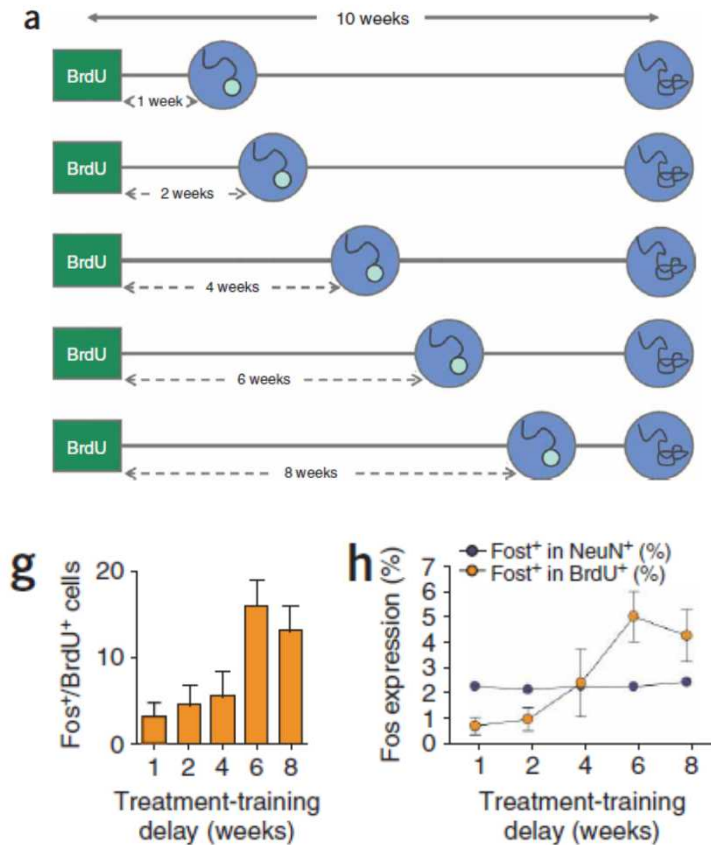 a
10 weeks
BrdU
1 week
BrdU
2 weeks
BrdU
4 weeks
BrdU
6 weeks
BrdU
8 weeks
g
Fos+/BrdU+ cells
20
10
0
1 2 4 6 8
Treatment-training
delay (weeks)
h
Fost+ in NeuN+ (%)
Fost+ in BrdU+ (%)
Fos expression (%)
7
6
5
4
3
2
1
0
1 2 4 6 8
Treatment-training
delay (weeks)